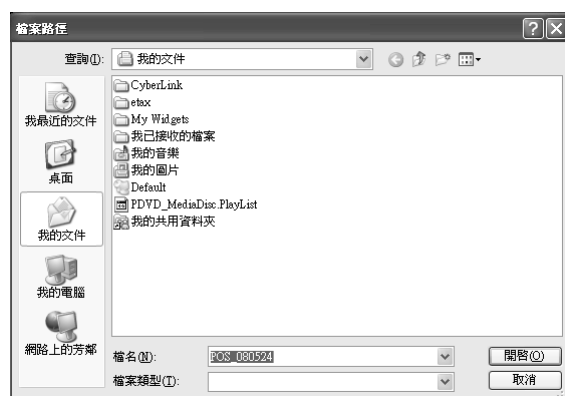 檔案路徑
查詢(I):
我的文件
我最近的文件
桌面
我的文件
我的電腦
網路上的芳鄰
CyberLink
etax
My Widgets
我已接收的檔案
我的音樂
我的圖片
Default
PDVD_MediaDisc.PlayList
我的共用資料夾
檔名(N):
POS_080524
開啓(O)
檔案類型(T):
取消